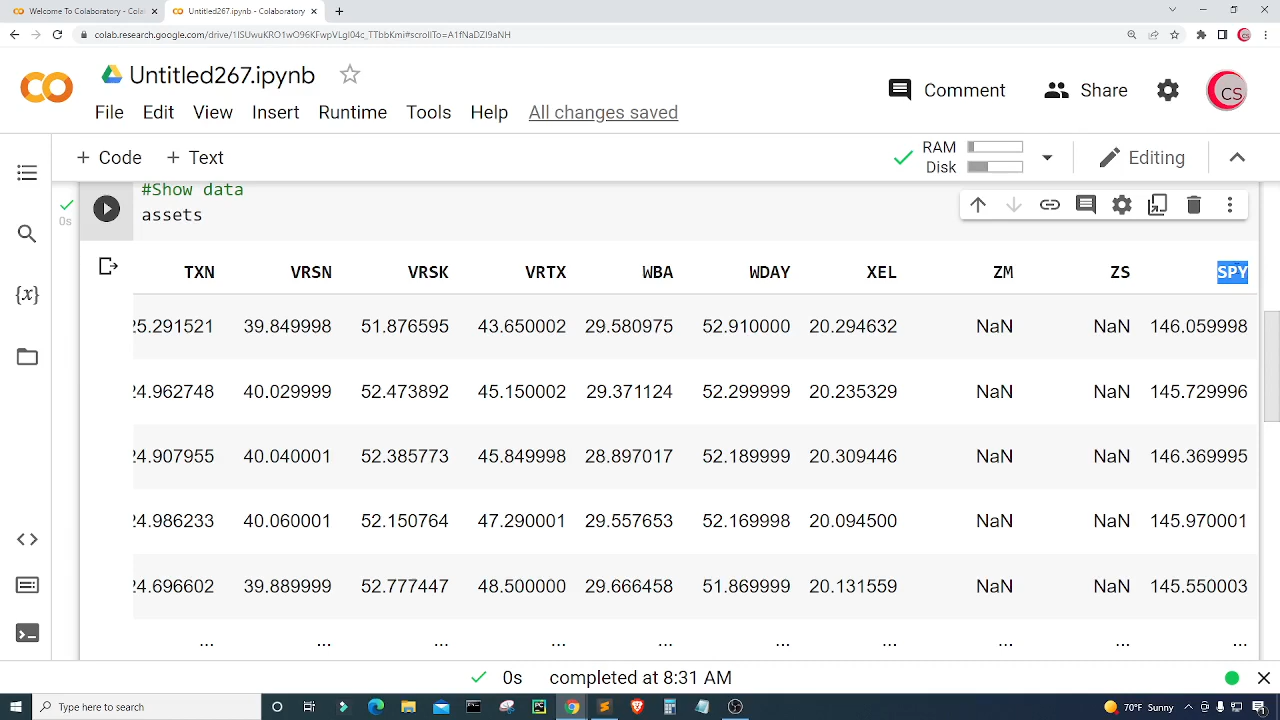 Welcome To Colaboratory - Colal
Untitled267.ipynb - Colaboratory
colab.research.google.com/drive/1ISUwuKRO1wO96KFwpVLgI04c_TTbbKmi#scrollTo=A1fNaDZI9aNH
Untitled267.ipynb
CS
File Edit View Insert Runtime Tools Help All changes saved
Comment Share CS
+ Code + Text
RAM
Disk
Editing
#Show data
0s
assets
TXN VRSN VRSK VRTX WBA WDAY XEL ZM ZS SPY
25.291521 39.849998 51.876595 43.650002 29.580975 52.910000 20.294632 NaN NaN 146.059998
24.962748 40.029999 52.473892 45.150002 29.371124 52.299999 20.235329 NaN NaN 145.729996
24.907955 40.040001 52.385773 45.849998 28.897017 52.189999 20.309446 NaN NaN 146.369995
24.986233 40.060001 52.150764 47.290001 29.557653 52.169998 20.094500 NaN NaN 145.970001
24.696602 39.889999 52.777447 48.500000 29.666458 51.869999 20.131559 NaN NaN 145.550003
... ... ... ... ... ... ... ... ... ...
0s completed at 8:31 AM
Type here to search
70°F Sunny